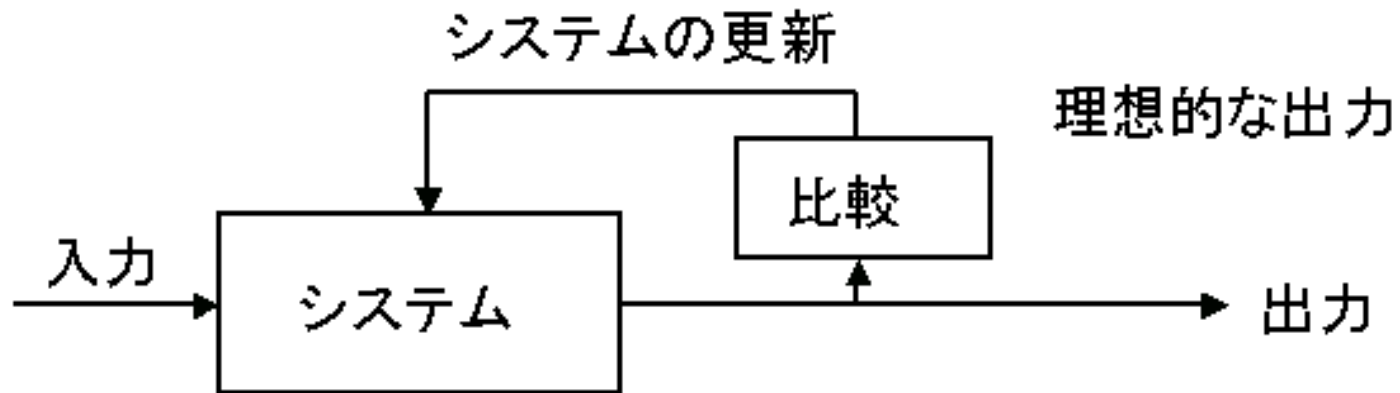 システムの更新
理想的な出力
比較
入力
システム
出力